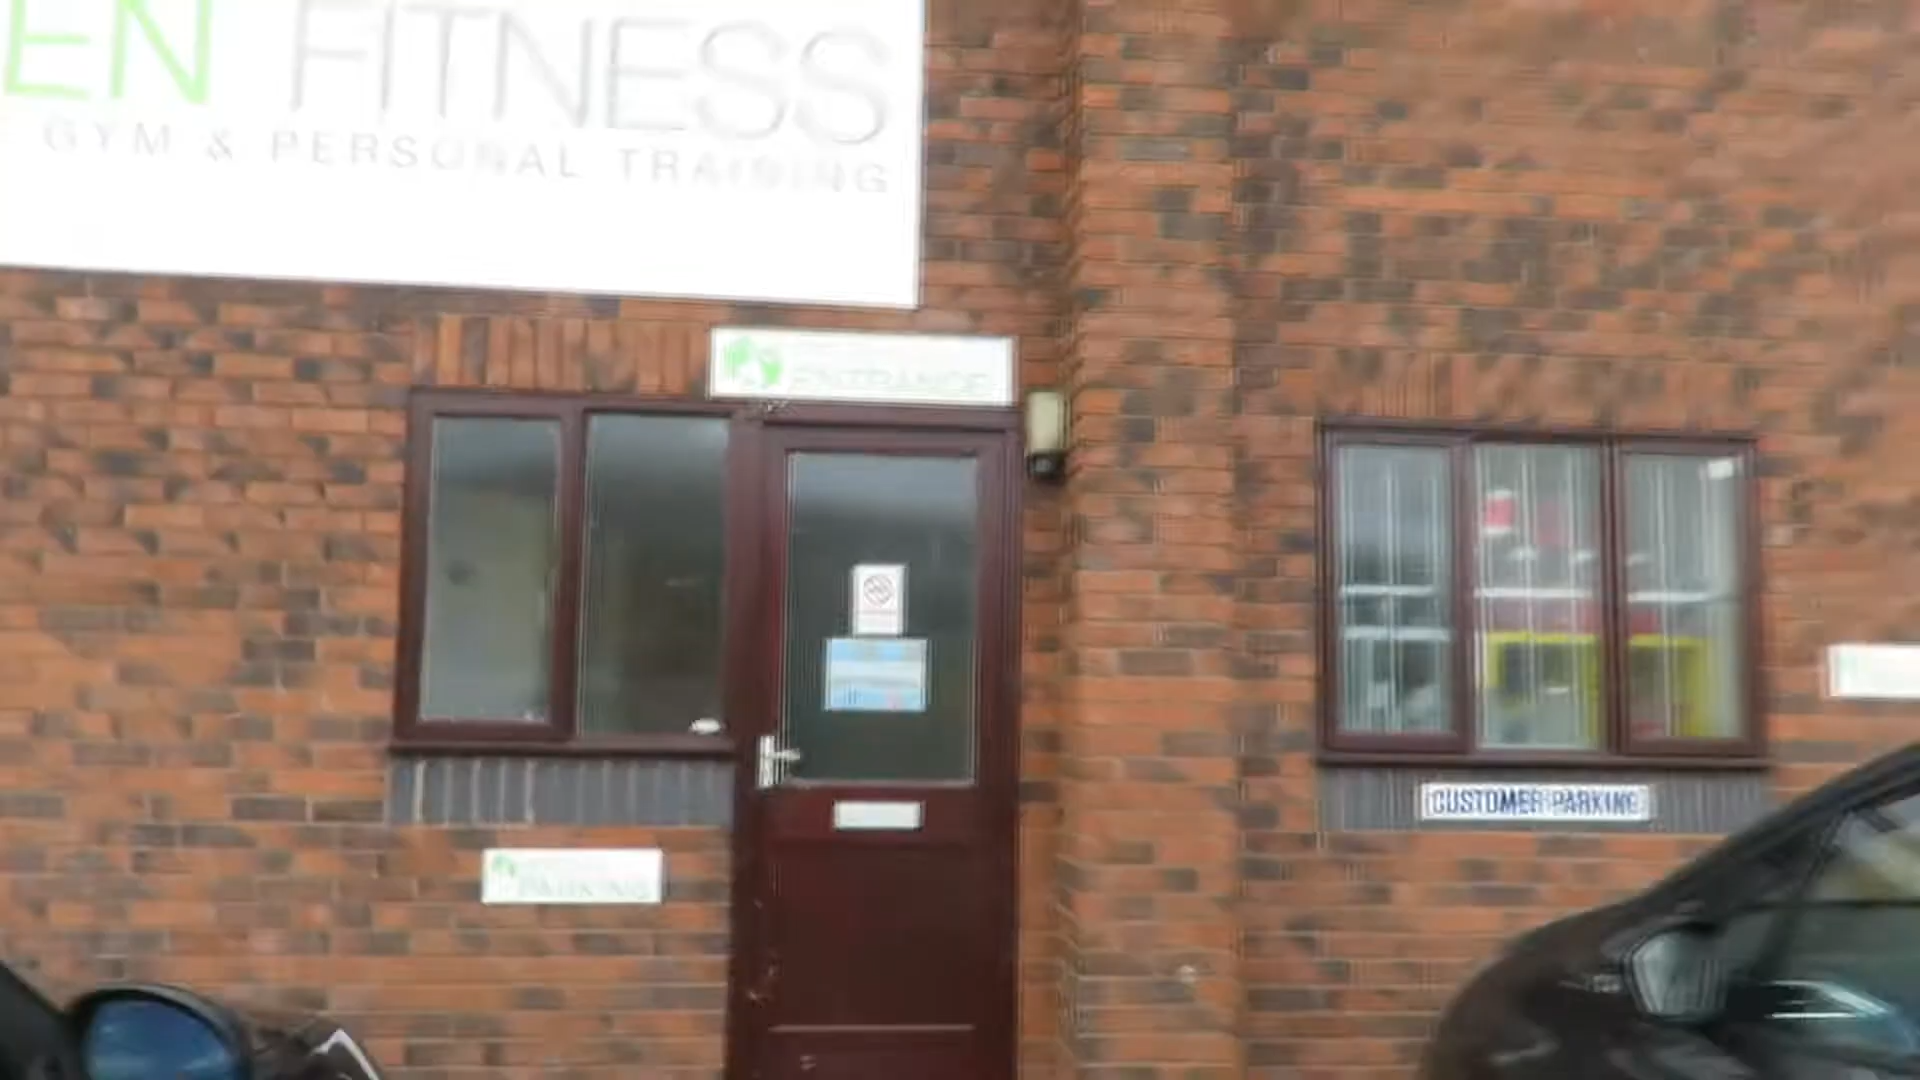 EN FITNESS
GYM & PERSONAL TRAINING
ENTRANCE
CUSTOMER PARKING
PARKING